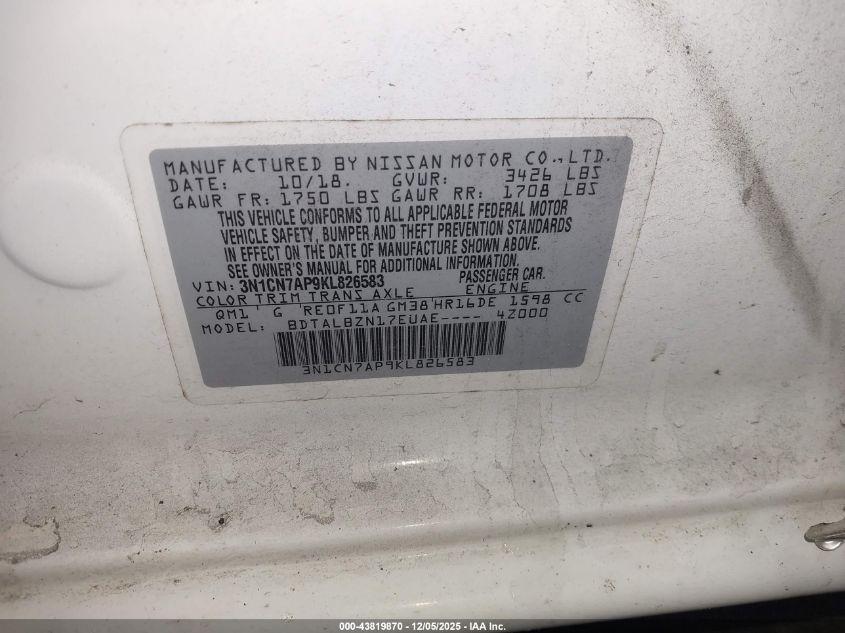 MANUFACTURED BY NISSAN MOTOR CO.,LTD.
DATE: 10/18. GVWR: 3426 LBS
GAWR FR: 1750 LBS GAWR RR: 1708 LBS
THIS VEHICLE CONFORMS TO ALL APPLICABLE FEDERAL MOTOR
VEHICLE SAFETY, BUMPER AND THEFT PREVENTION STANDARDS
IN EFFECT ON THE DATE OF MANUFACTURE SHOWN ABOVE.
SEE OWNER'S MANUAL FOR ADDITIONAL INFORMATION.
VIN: 3N1CN7AP9KL826583 PASSENGER CAR.
COLOR TRIM TRANS AXLE ENGINE
QM1 G RE0F11A GM38 HR16DE 1598 CC
MODEL: BDTALBZN17EUAE---- 4Z000
3N1CN7AP9KL826583
000-43819870 - 12/05/2025 - IAA Inc.